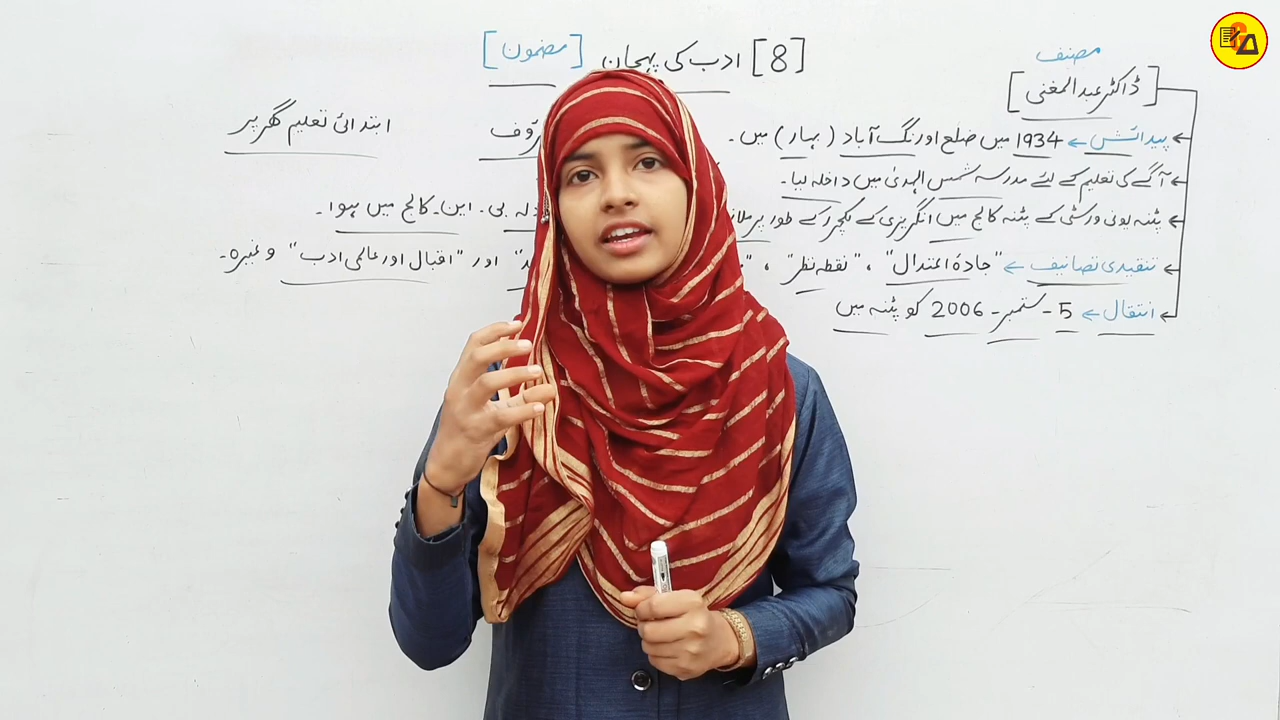 [8] ادب کی پہچان [مضمون]
مصنف
[ڈاکٹر عبدالمغنی]
پیدائش ← 1934 میں ضلع اورنگ آباد (بہار) میں۔ ابتدائی تعلیم گھر پر
آگے کی تعلیم کے لئے مدرسہ شمس الہدیٰ میں داخلہ لیا۔
پٹنہ یونی ورسٹی کے پٹنہ کالج میں انگریزی کے لکچرر کے طور پر بی۔ این۔ کالج میں ہوا۔
تنقیدی تصانیف ← "جادۂ اعتدال"، "نقطہ نظر"، اور "اقبال اور عالمی ادب" وغیرہ۔
انتقال ← 5 ۔ ستمبر ۔ 2006 کو پٹنہ میں